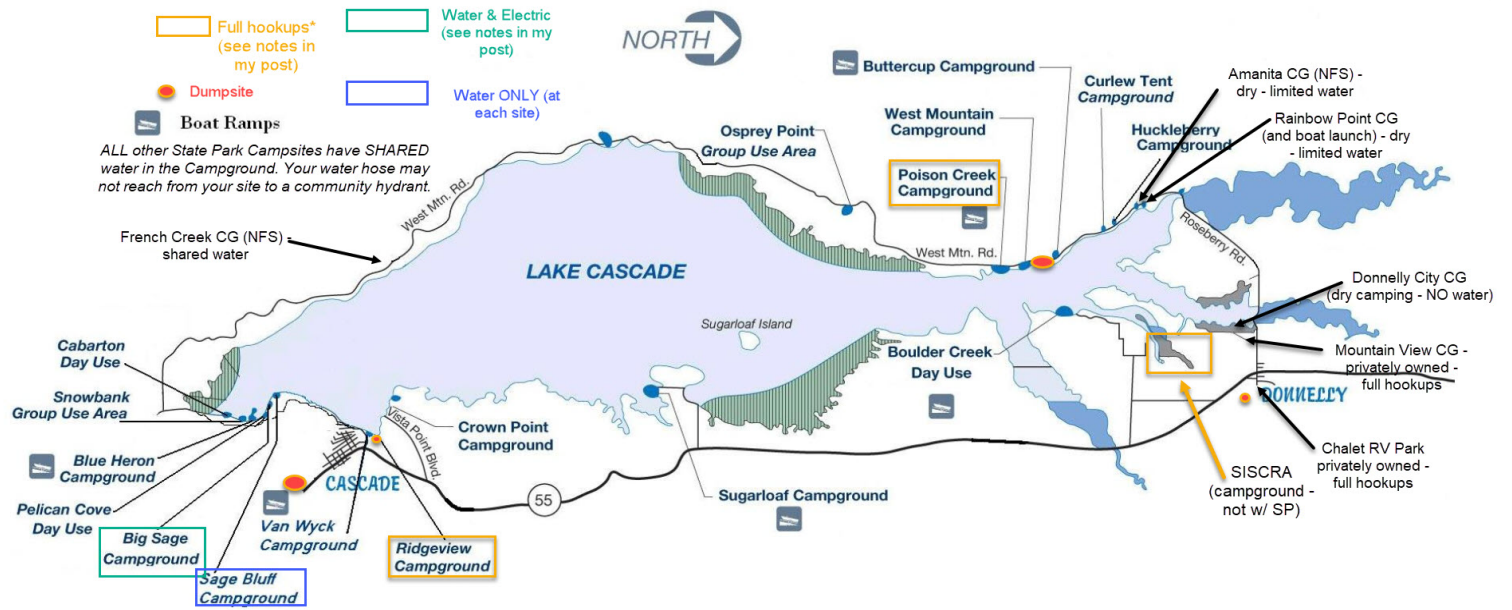 Full hookups*
(see notes in
my post)
Water & Electric
(see notes in my
post)
Dumpsite
Water ONLY (at
each site)
Boat Ramps
ALL other State Park Campsites have SHARED
water in the Campground. Your water hose may
not reach from your site to a community hydrant.
NORTH
Buttercup Campground
Curlew Tent
Campground
Amanita CG (NFS) -
dry - limited water
West Mountain
Campground
Huckleberry
Campground
Rainbow Point CG
(and boat launch) - dry
- limited water
Osprey Point
Group Use Area
Poison Creek
Campground
West Mtn. Rd.
French Creek CG (NFS) -
shared water
West Mtn. Rd.
Roseberry Rd.
LAKE CASCADE
Donnelly City CG
(dry camping - NO water)
Sugarloaf Island
Cabarton
Day Use
Boulder Creek
Day Use
Mountain View CG -
privately owned -
full hookups
Snowbank
Group Use Area
DONNELLY
Vista Point Blvd.
Crown Point
Campground
Blue Heron
Campground
Chalet RV Park
privately owned -
full hookups
SISCRA
(campground -
not w/ SP)
CASCADE
55
Sugarloaf Campground
Pelican Cove
Day Use
Van Wyck
Campground
Big Sage
Campground
Ridgeview
Campground
Sage Bluff
Campground